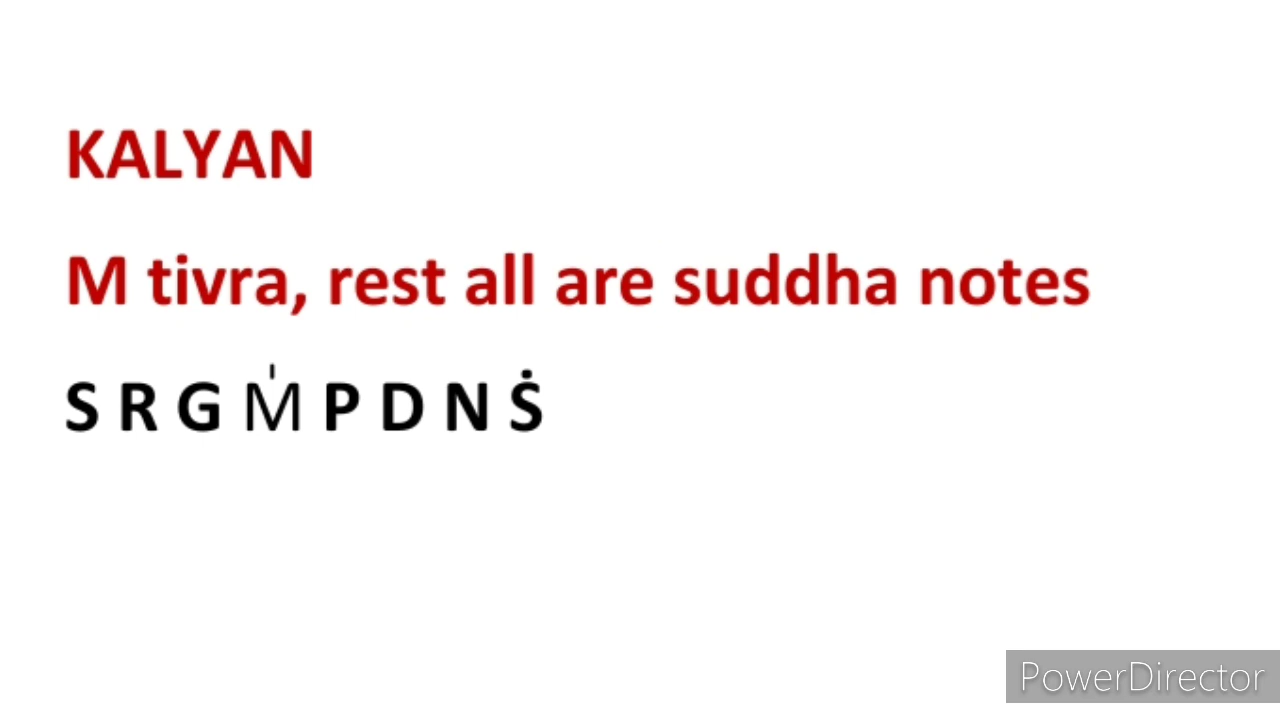 KALYAN
M tivra, rest all are suddha notes
S R G M̍ P D N Ṡ
PowerDirector